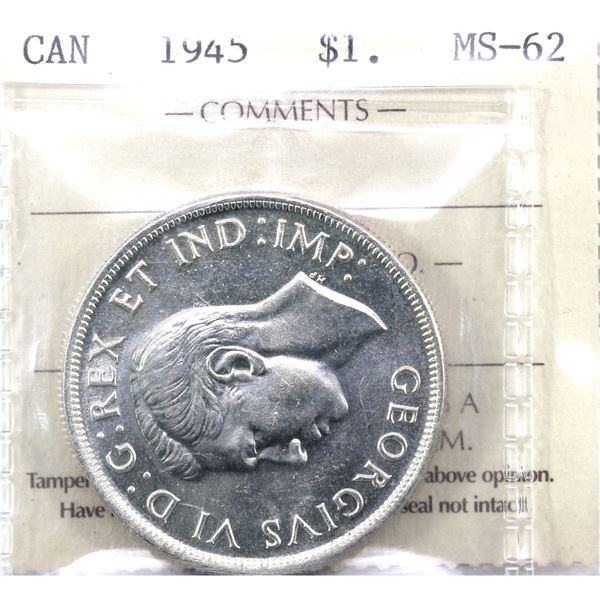 CAN 1945 $1. MS-62
— COMMENTS —
GEORGIVS VI D:G:REX ET IND:IMP:
HP
O. —
A
M.
Tamper above opinion.
Have seal not intact